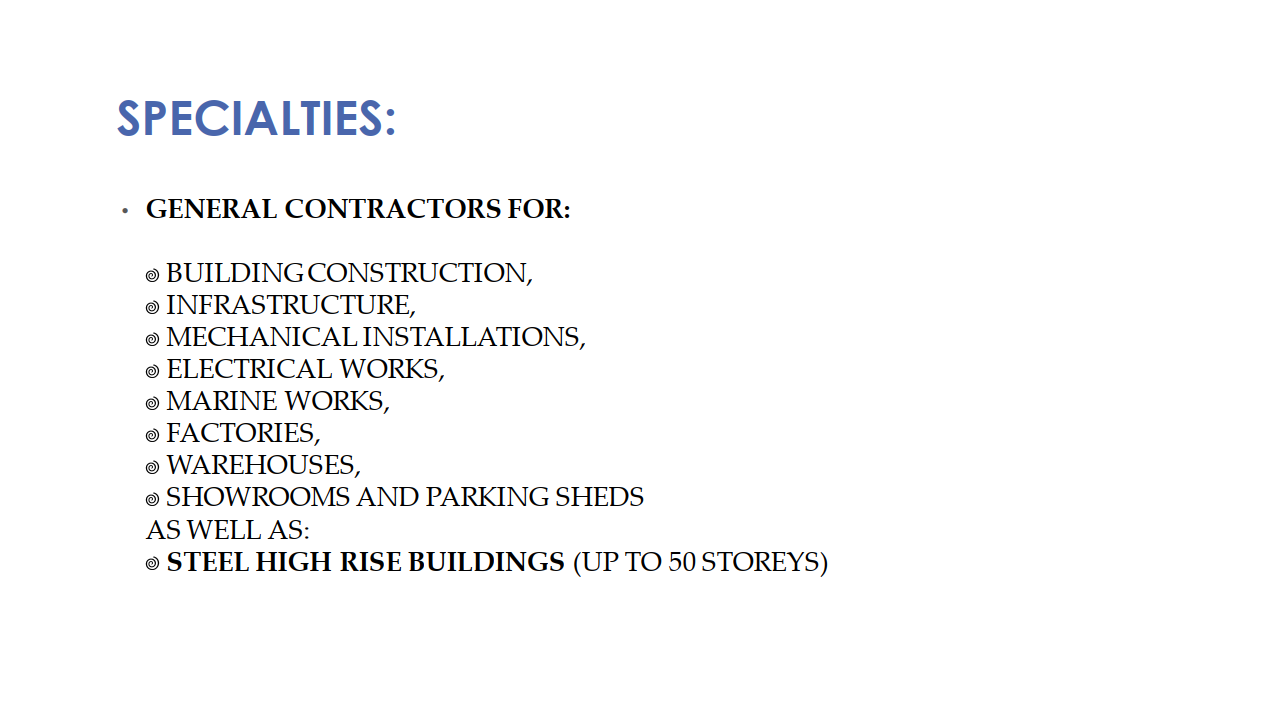 SPECIALTIES:
• GENERAL CONTRACTORS FOR:
BUILDING CONSTRUCTION,
INFRASTRUCTURE,
MECHANICAL INSTALLATIONS,
ELECTRICAL WORKS,
MARINE WORKS,
FACTORIES,
WAREHOUSES,
SHOWROOMS AND PARKING SHEDS
AS WELL AS:
STEEL HIGH RISE BUILDINGS (UP TO 50 STOREYS)